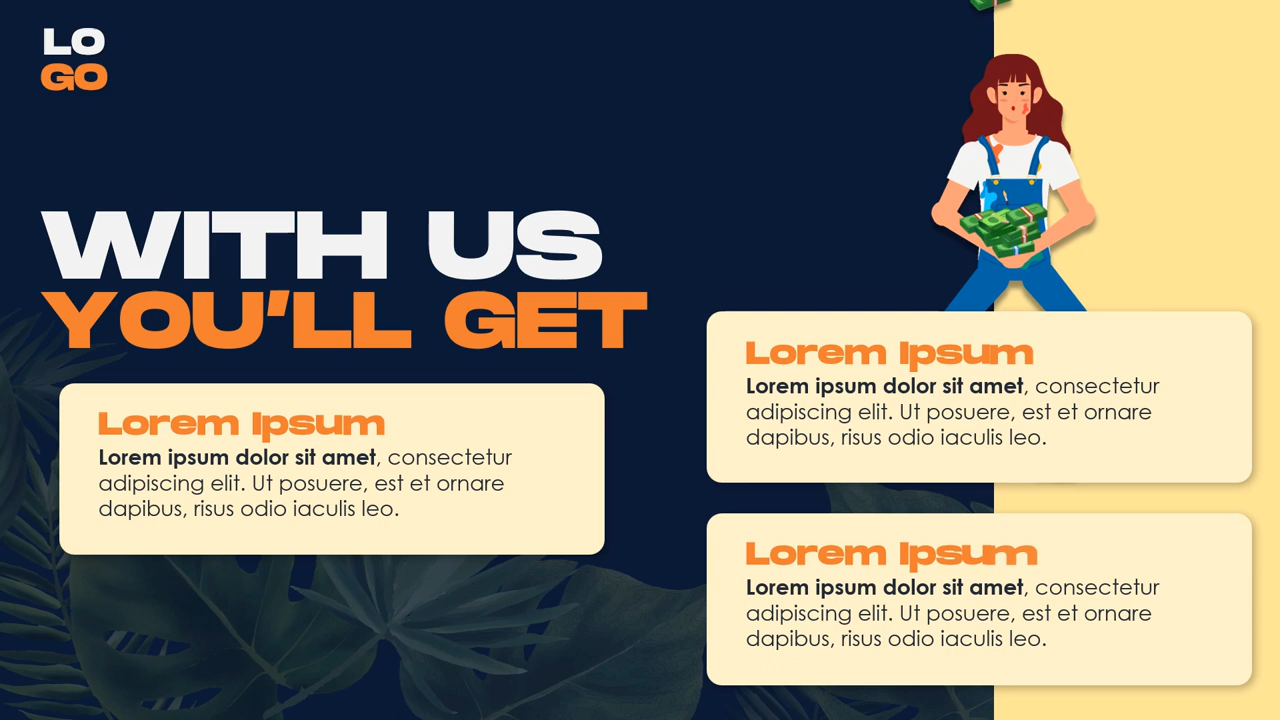 LO
GO
WITH US
YOU'LL GET
Lorem Ipsum
Lorem ipsum dolor sit amet, consectetur
adipiscing elit. Ut posuere, est et ornare
dapibus, risus odio iaculis leo.
Lorem Ipsum
Lorem ipsum dolor sit amet, consectetur
adipiscing elit. Ut posuere, est et ornare
dapibus, risus odio iaculis leo.
Lorem Ipsum
Lorem ipsum dolor sit amet, consectetur
adipiscing elit. Ut posuere, est et ornare
dapibus, risus odio iaculis leo.